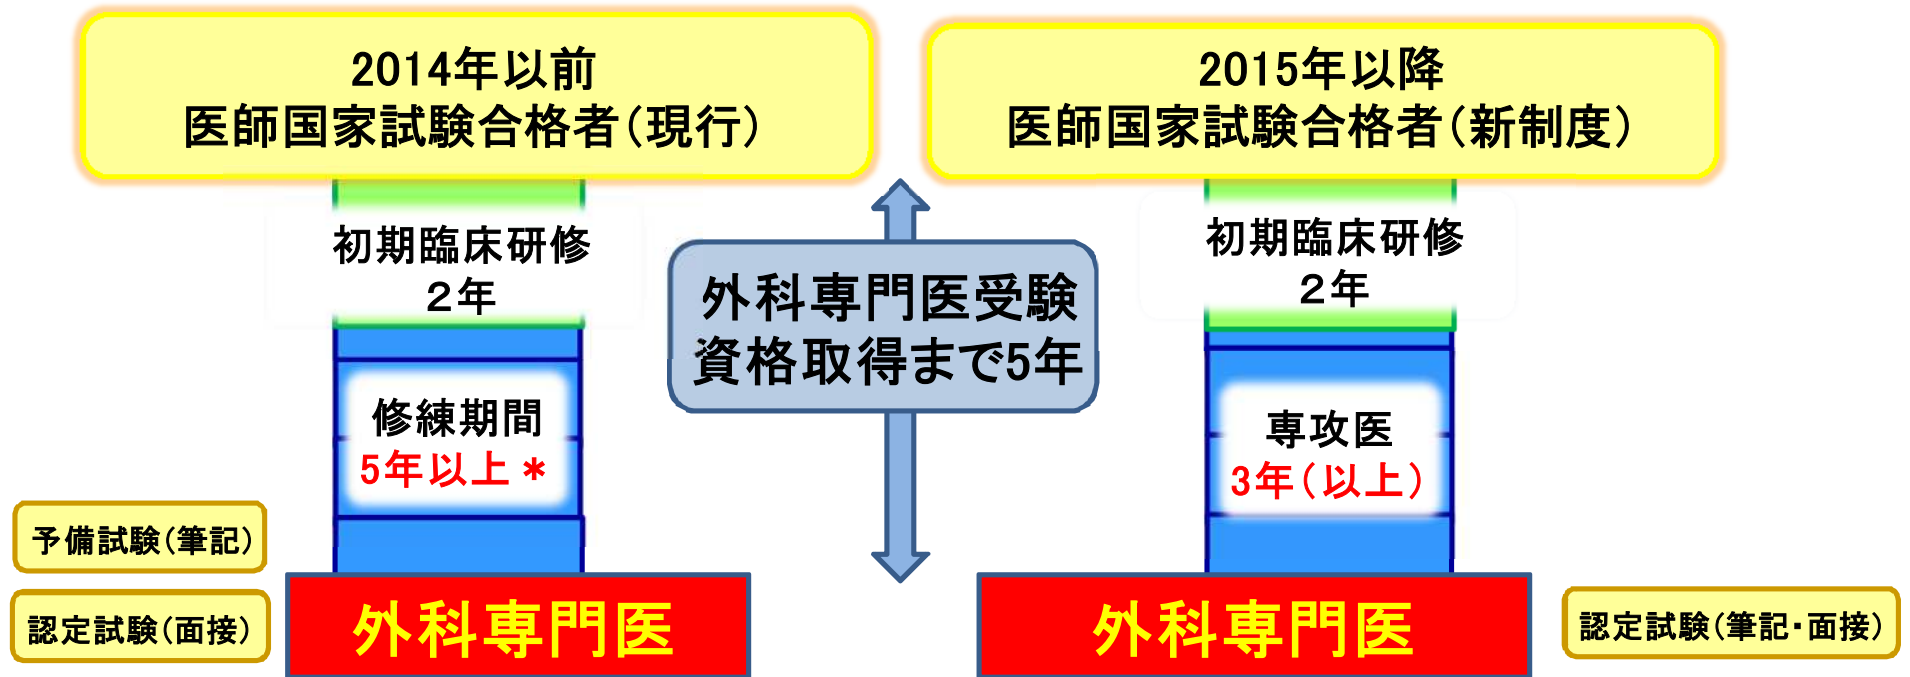 2014年以前
医師国家試験合格者（現行）
2015年以降
医師国家試験合格者（新制度）
初期臨床研修
２年
初期臨床研修
２年
外科専門医受験
資格取得まで5年
修練期間
5年以上＊
専攻医
3年（以上）
予備試験（筆記）
認定試験（面接）
外科専門医
外科専門医
認定試験（筆記・面接）